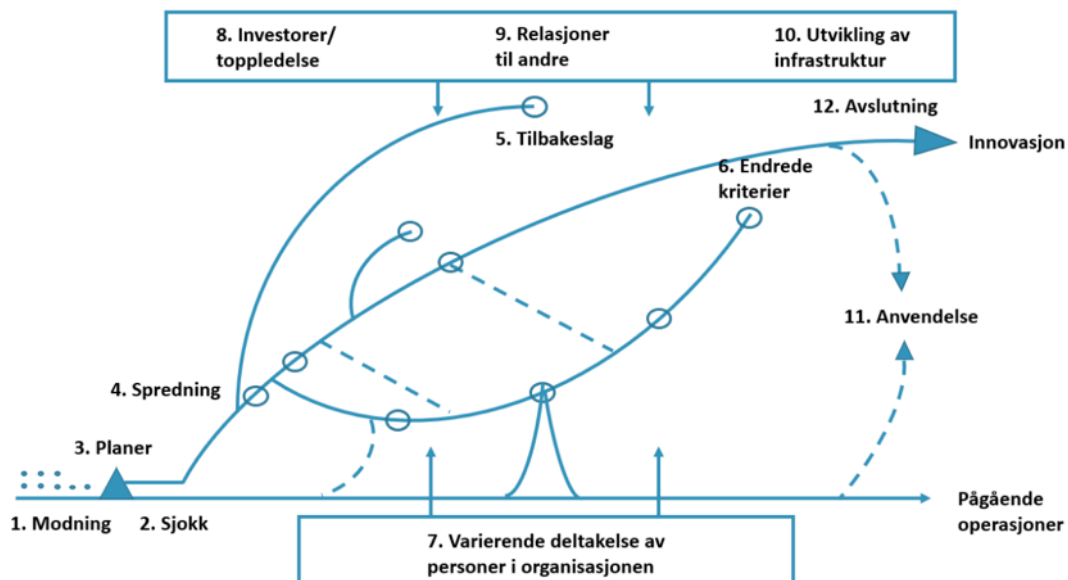 8. Investorer/
toppledelse
9. Relasjoner
til andre
10. Utvikling av
infrastruktur
12. Avslutning
5. Tilbakeslag
Innovasjon
6. Endrede
kriterier
11. Anvendelse
4. Spredning
3. Planer
1. Modning
2. Sjokk
Pågående
operasjoner
7. Varierende deltakelse av
personer i organisasjonen